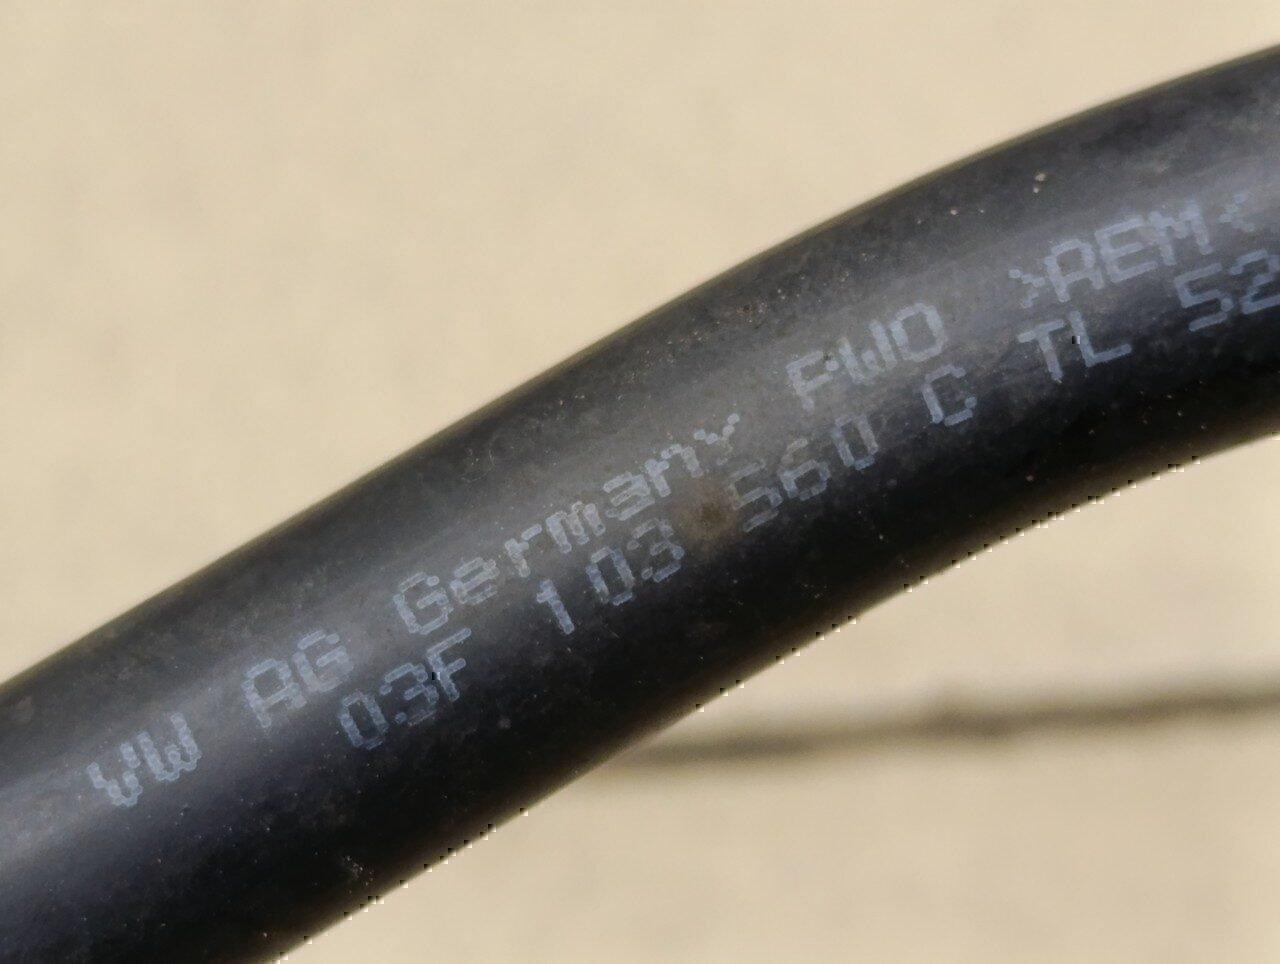 VW AG Germany FWO >REM<
03F 103 560 C TL 52